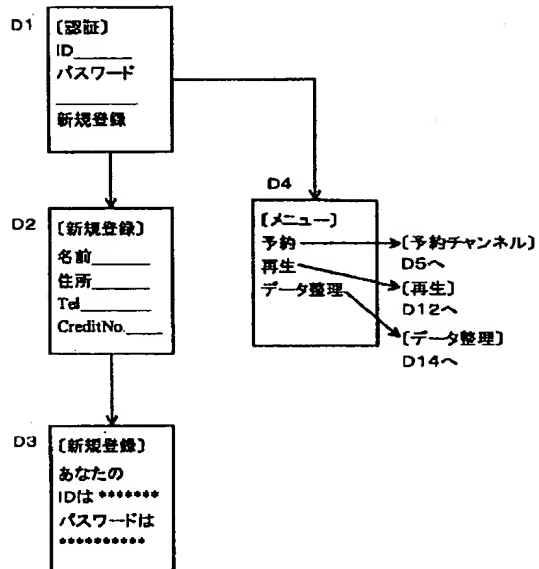 D1
〔認証〕
ID______
パスワード
________
新規登録
D2
〔新規登録〕
名前______
住所______
Tel______
CreditNo.____
D3
〔新規登録〕
あなたの
IDは *******
パスワードは
**********
D4
〔メニュー〕
予約
再生
データ整理
〔予約チャンネル〕
D5へ
〔再生〕
D12へ
〔データ整理〕
D14へ